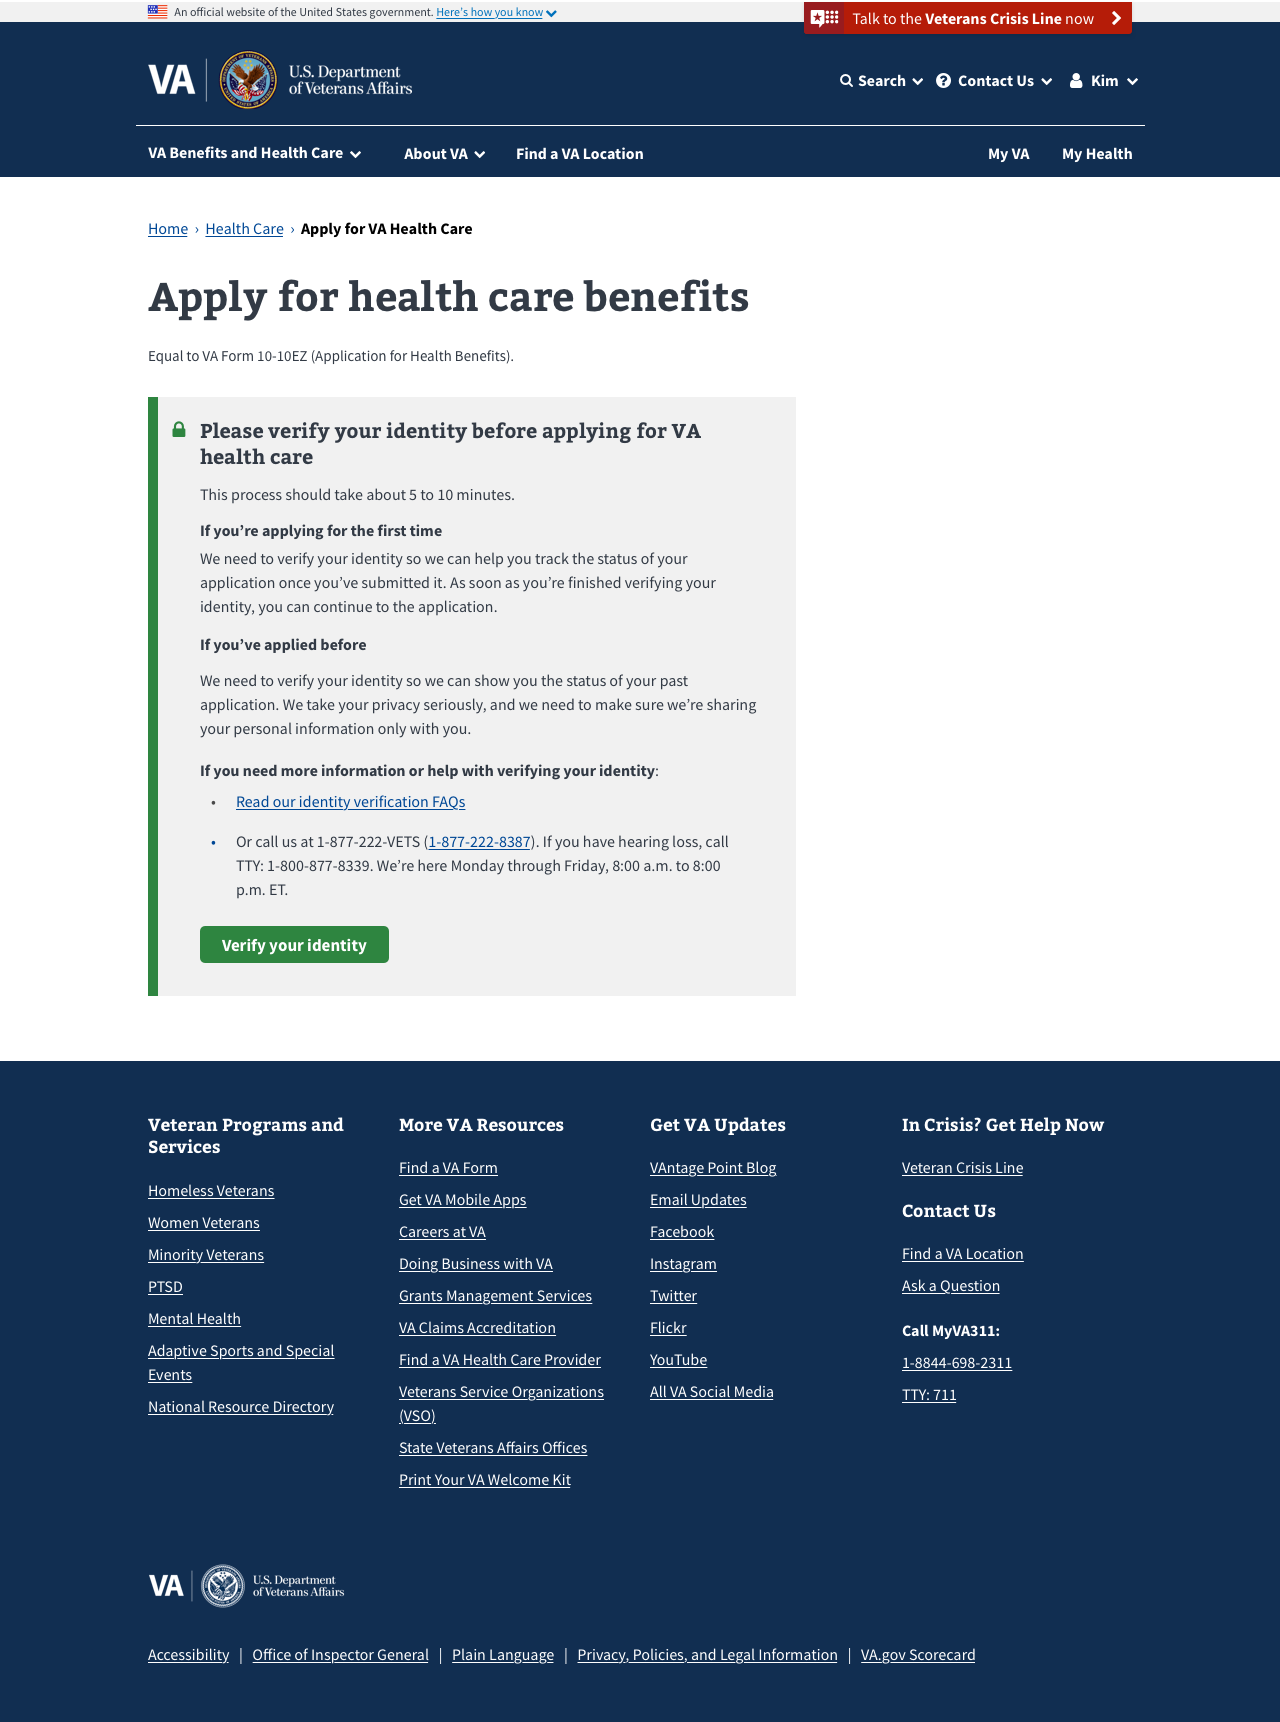 An official website of the United States government. Here's how you know
Talk to the Veterans Crisis Line now
VA
U.S. Department
of Veterans Affairs
Search
Contact Us
Kim
VA Benefits and Health Care
About VA
Find a VA Location
My VA
My Health
Home › Health Care › Apply for VA Health Care
Apply for health care benefits
Equal to VA Form 10-10EZ (Application for Health Benefits).
Please verify your identity before applying for VA
health care
This process should take about 5 to 10 minutes.
If you’re applying for the first time
We need to verify your identity so we can help you track the status of your
application once you’ve submitted it. As soon as you’re finished verifying your
identity, you can continue to the application.
If you’ve applied before
We need to verify your identity so we can show you the status of your past
application. We take your privacy seriously, and we need to make sure we’re sharing
your personal information only with you.
If you need more information or help with verifying your identity:
• Read our identity verification FAQs
• Or call us at 1-877-222-VETS (1-877-222-8387). If you have hearing loss, call
TTY: 1-800-877-8339. We’re here Monday through Friday, 8:00 a.m. to 8:00
p.m. ET.
Verify your identity
Veteran Programs and
Services
Homeless Veterans
Women Veterans
Minority Veterans
PTSD
Mental Health
Adaptive Sports and Special
Events
National Resource Directory
More VA Resources
Find a VA Form
Get VA Mobile Apps
Careers at VA
Doing Business with VA
Grants Management Services
VA Claims Accreditation
Find a VA Health Care Provider
Veterans Service Organizations
(VSO)
State Veterans Affairs Offices
Print Your VA Welcome Kit
Get VA Updates
VAntage Point Blog
Email Updates
Facebook
Instagram
Twitter
Flickr
YouTube
All VA Social Media
In Crisis? Get Help Now
Veteran Crisis Line
Contact Us
Find a VA Location
Ask a Question
Call MyVA311:
1-8844-698-2311
TTY: 711
VA
U.S. Department
of Veterans Affairs
Accessibility | Office of Inspector General | Plain Language | Privacy, Policies, and Legal Information | VA.gov Scorecard